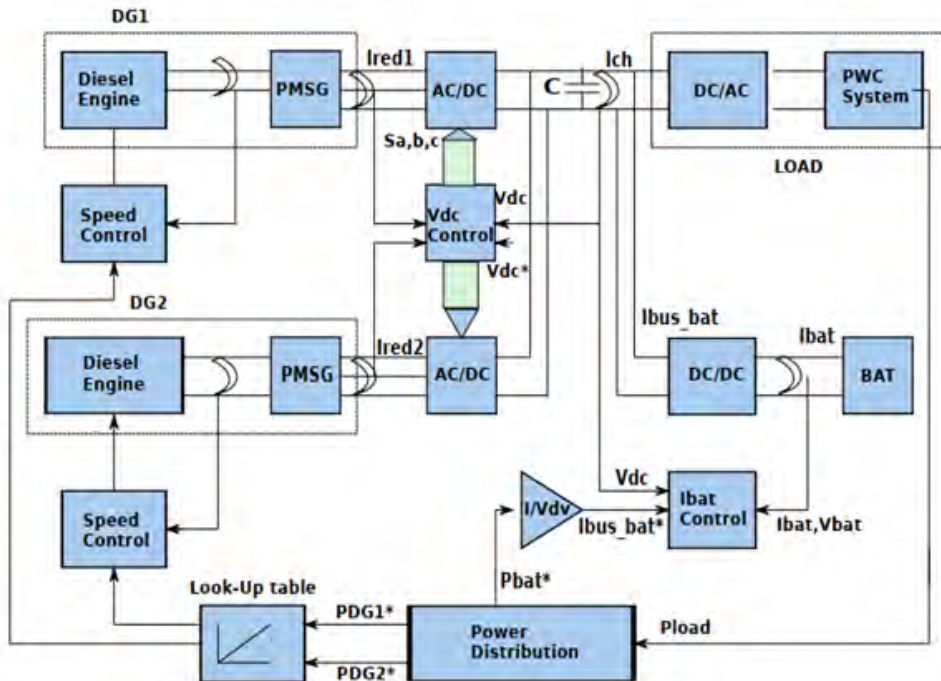 DG1
Diesel
Engine
PMSG
Ired1
AC/DC
C
Ich
DC/AC
PWC
System
LOAD
Sa,b,c
Speed
Control
Vdc
Control
Vdc
Vdc*
DG2
Diesel
Engine
PMSG
Ired2
AC/DC
Ibus_bat
DC/DC
Ibat
BAT
Speed
Control
I/Vdv
Vdc
Ibus_bat*
Ibat
Control
Ibat,Vbat
Pbat*
Look-Up table
PDG1*
PDG2*
Power
Distribution
Pload